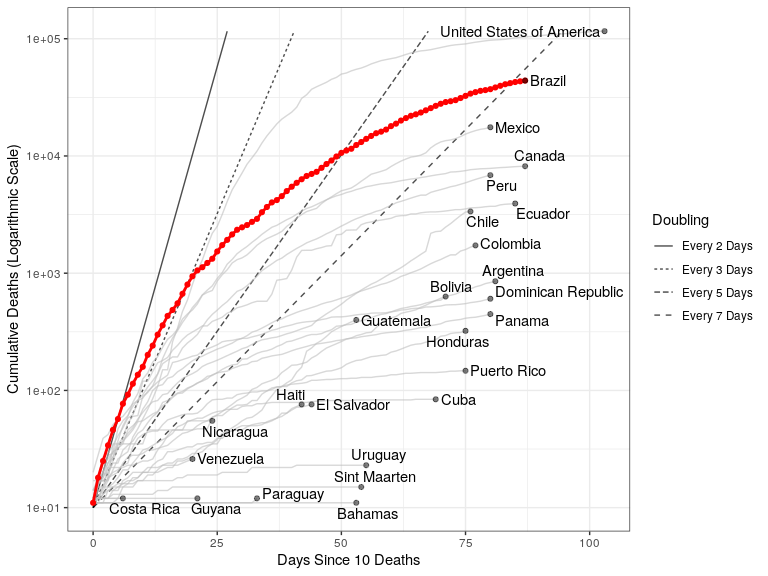 United States of America
1e+05
Brazil
Mexico
1e+04
Canada
Peru
Ecuador
Chile
Doubling
Colombia
Every 2 Days
1e+03
Argentina
Every 3 Days
Bolivia
Dominican Republic
Every 5 Days
Guatemala
Panama
Every 7 Days
Honduras
Puerto Rico
1e+02
Haiti
El Salvador
Cuba
Nicaragua
Venezuela
Uruguay
Sint Maarten
Paraguay
1e+01
Costa Rica
Guyana
Bahamas
0
25
50
75
100
Days Since 10 Deaths
Cumulative Deaths (Logarithmic Scale)